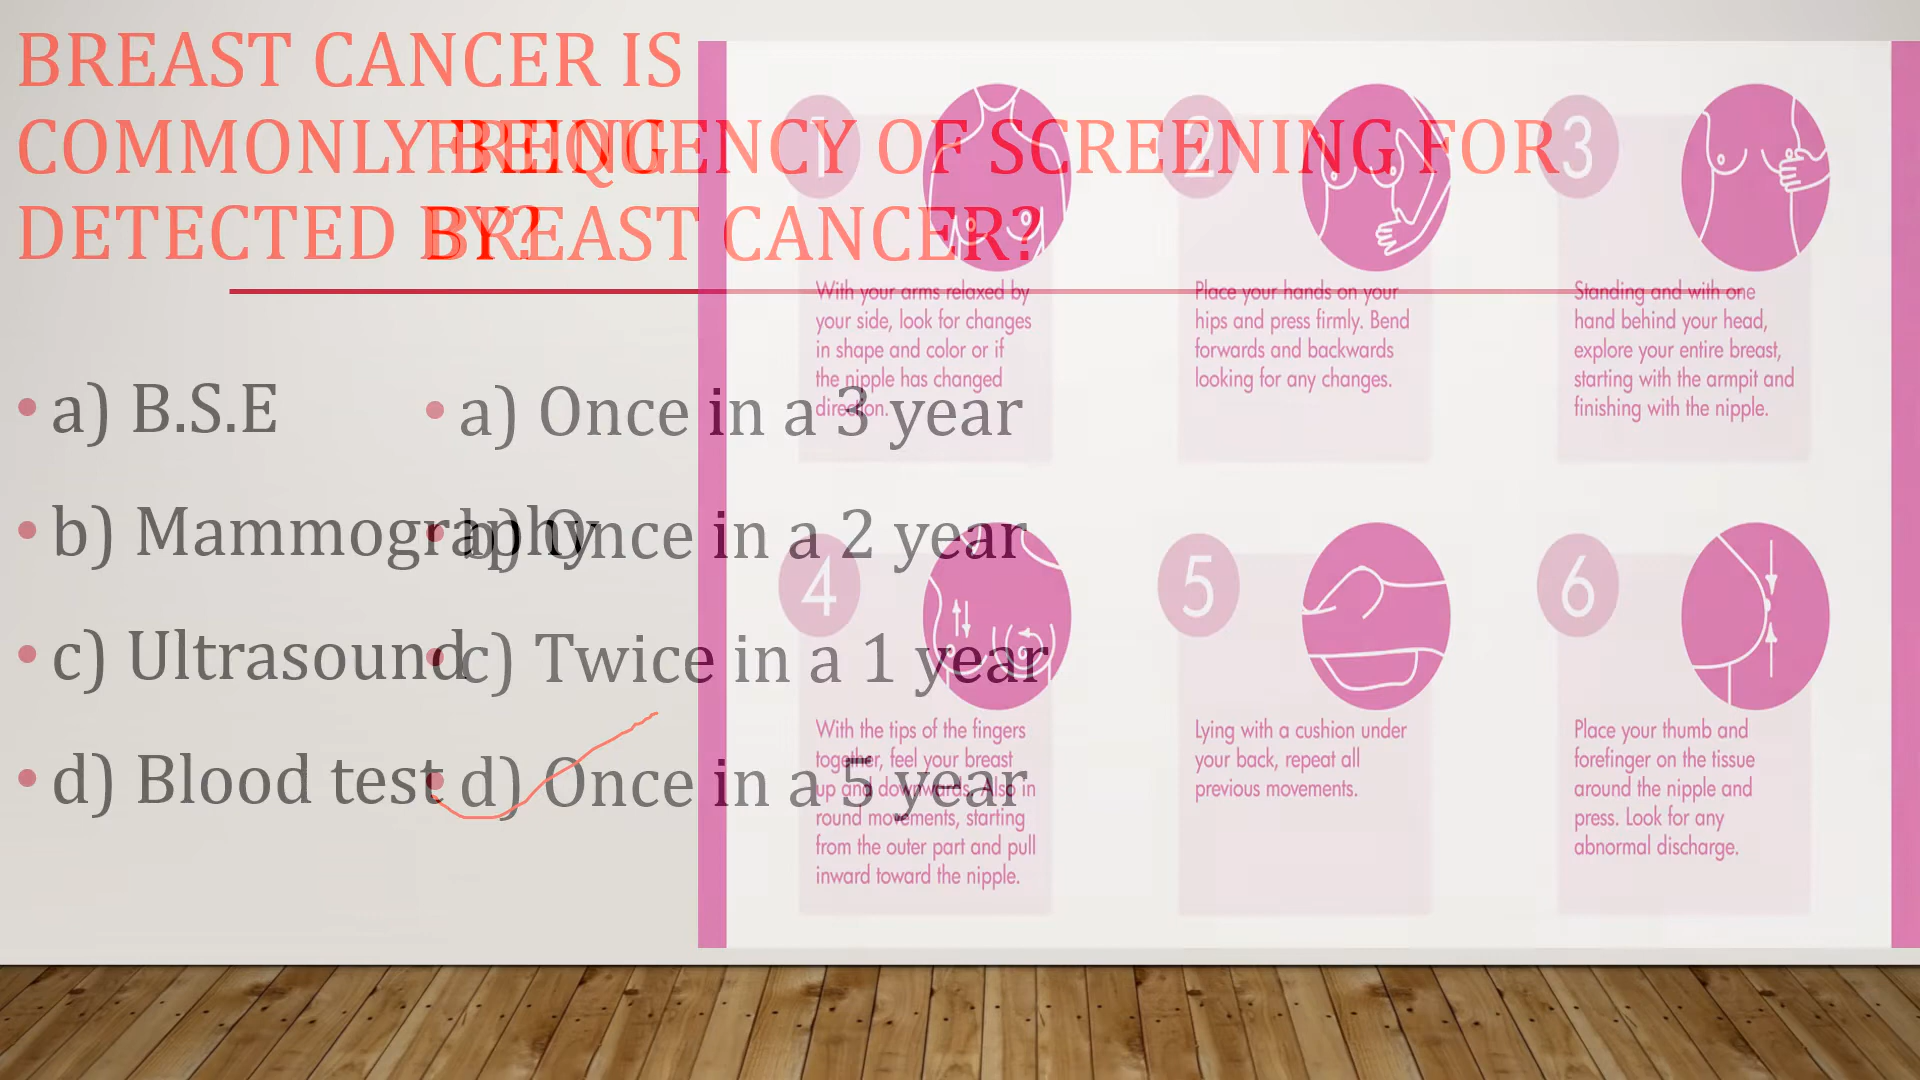 BREAST CANCER IS
COMMONLY BEING
DETECTED BY?
a) B.S.E
b) Mammography
c) Ultrasound
d) Blood test
FREQUENCY OF SCREENING FOR
BREAST CANCER?
a) Once in a 3 year
b) Once in a 2 year
c) Twice in a 1 year
d) Once in a 5 year
1
With your arms relaxed by
your side, look for changes
in shape and color or if
the nipple has changed
direction.
2
Place your hands on your
hips and press firmly. Bend
forwards and backwards
looking for any changes.
3
Standing and with one
hand behind your head,
explore your entire breast,
starting with the armpit and
finishing with the nipple.
4
With the tips of the fingers
together, feel your breast
up and downwards. Also in
round movements, starting
from the outer part and pull
inward toward the nipple.
5
Lying with a cushion under
your back, repeat all
previous movements.
6
Place your thumb and
forefinger on the tissue
around the nipple and
press. Look for any
abnormal discharge.